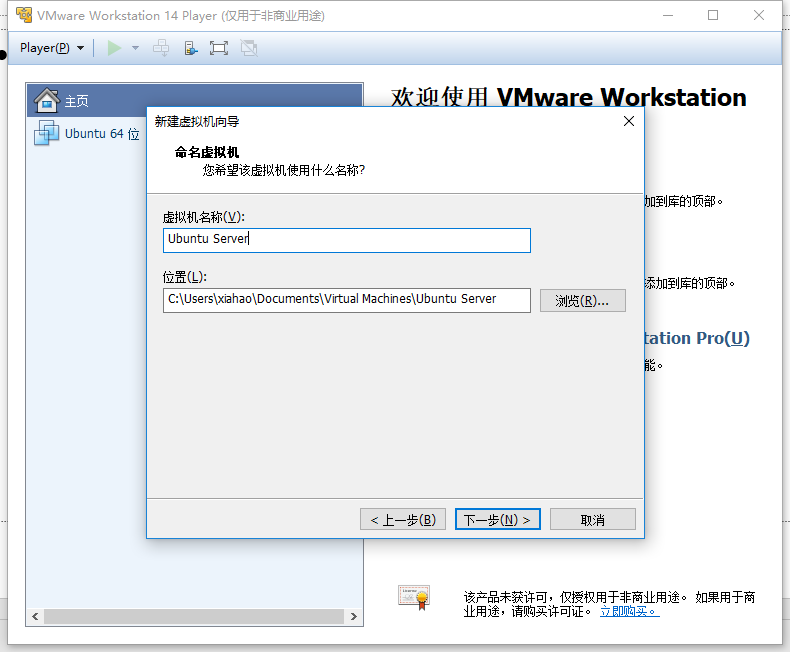 VMware Workstation 14 Player (仅用于非商业用途)
Player(P)
主页
Ubuntu 64 位
欢迎使用 VMware Workstation
新建虚拟机向导
命名虚拟机
您希望该虚拟机使用什么名称?
虚拟机名称(V):
Ubuntu Server
位置(L):
C:\Users\xiahao\Documents\Virtual Machines\Ubuntu Server
浏览(R)...
加到库的顶部。
添加到库的顶部。
tation Pro(U)
能。
< 上一步(B)
下一步(N) >
取消
该产品未获许可，仅授权用于非商业用途。 如果用于商
业用途，请购买许可证。 立即购买。